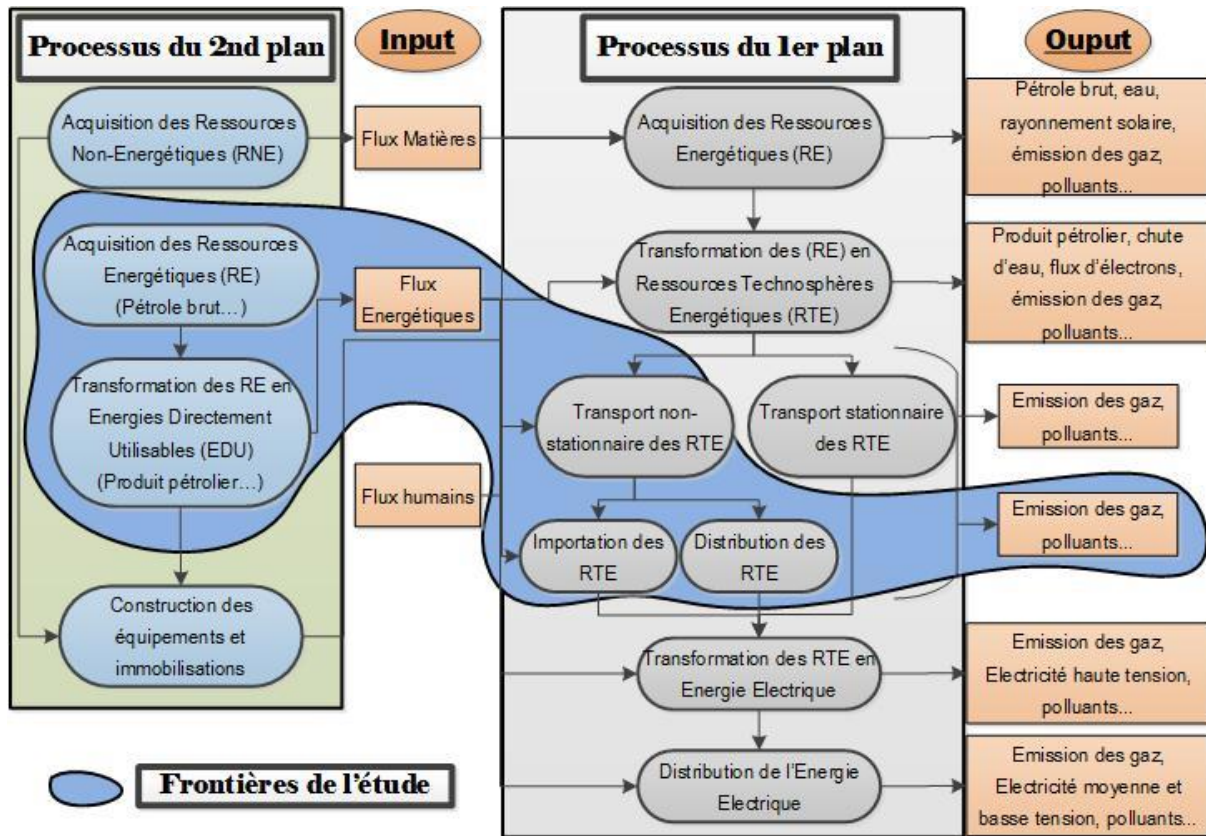 Processus du 2nd plan
Input
Processus du 1er plan
Ouput
Acquisition des Ressources
Non-Energétiques (RNE)
Flux Matières
Acquisition des Ressources
Energétiques (RE)
Pétrole brut, eau,
rayonnement solaire,
émission des gaz,
polluants...
Acquisition des Ressources
Energétiques (RE)
(Pétrole brut...)
Flux
Energétiques
Transformation des (RE) en
Ressources Technosphères
Energétiques (RTE)
Produit pétrolier, chute
d'eau, flux d'électrons,
émission des gaz,
polluants...
Transformation des RE en
Energies Directement
Utilisables (EDU)
(Produit pétrolier...)
Transport non-
stationnaire des RTE
Transport stationnaire
des RTE
Emission des gaz,
polluants...
Flux humains
Importation des
RTE
Distribution des
RTE
Emission des gaz,
polluants...
Construction des
équipements et
immobilisations
Transformation des RTE en
Energie Electrique
Emission des gaz,
Electricité haute tension,
polluants...
Frontières de l'étude
Distribution de l'Energie
Electrique
Emission des gaz,
Electricité moyenne et
basse tension, polluants...